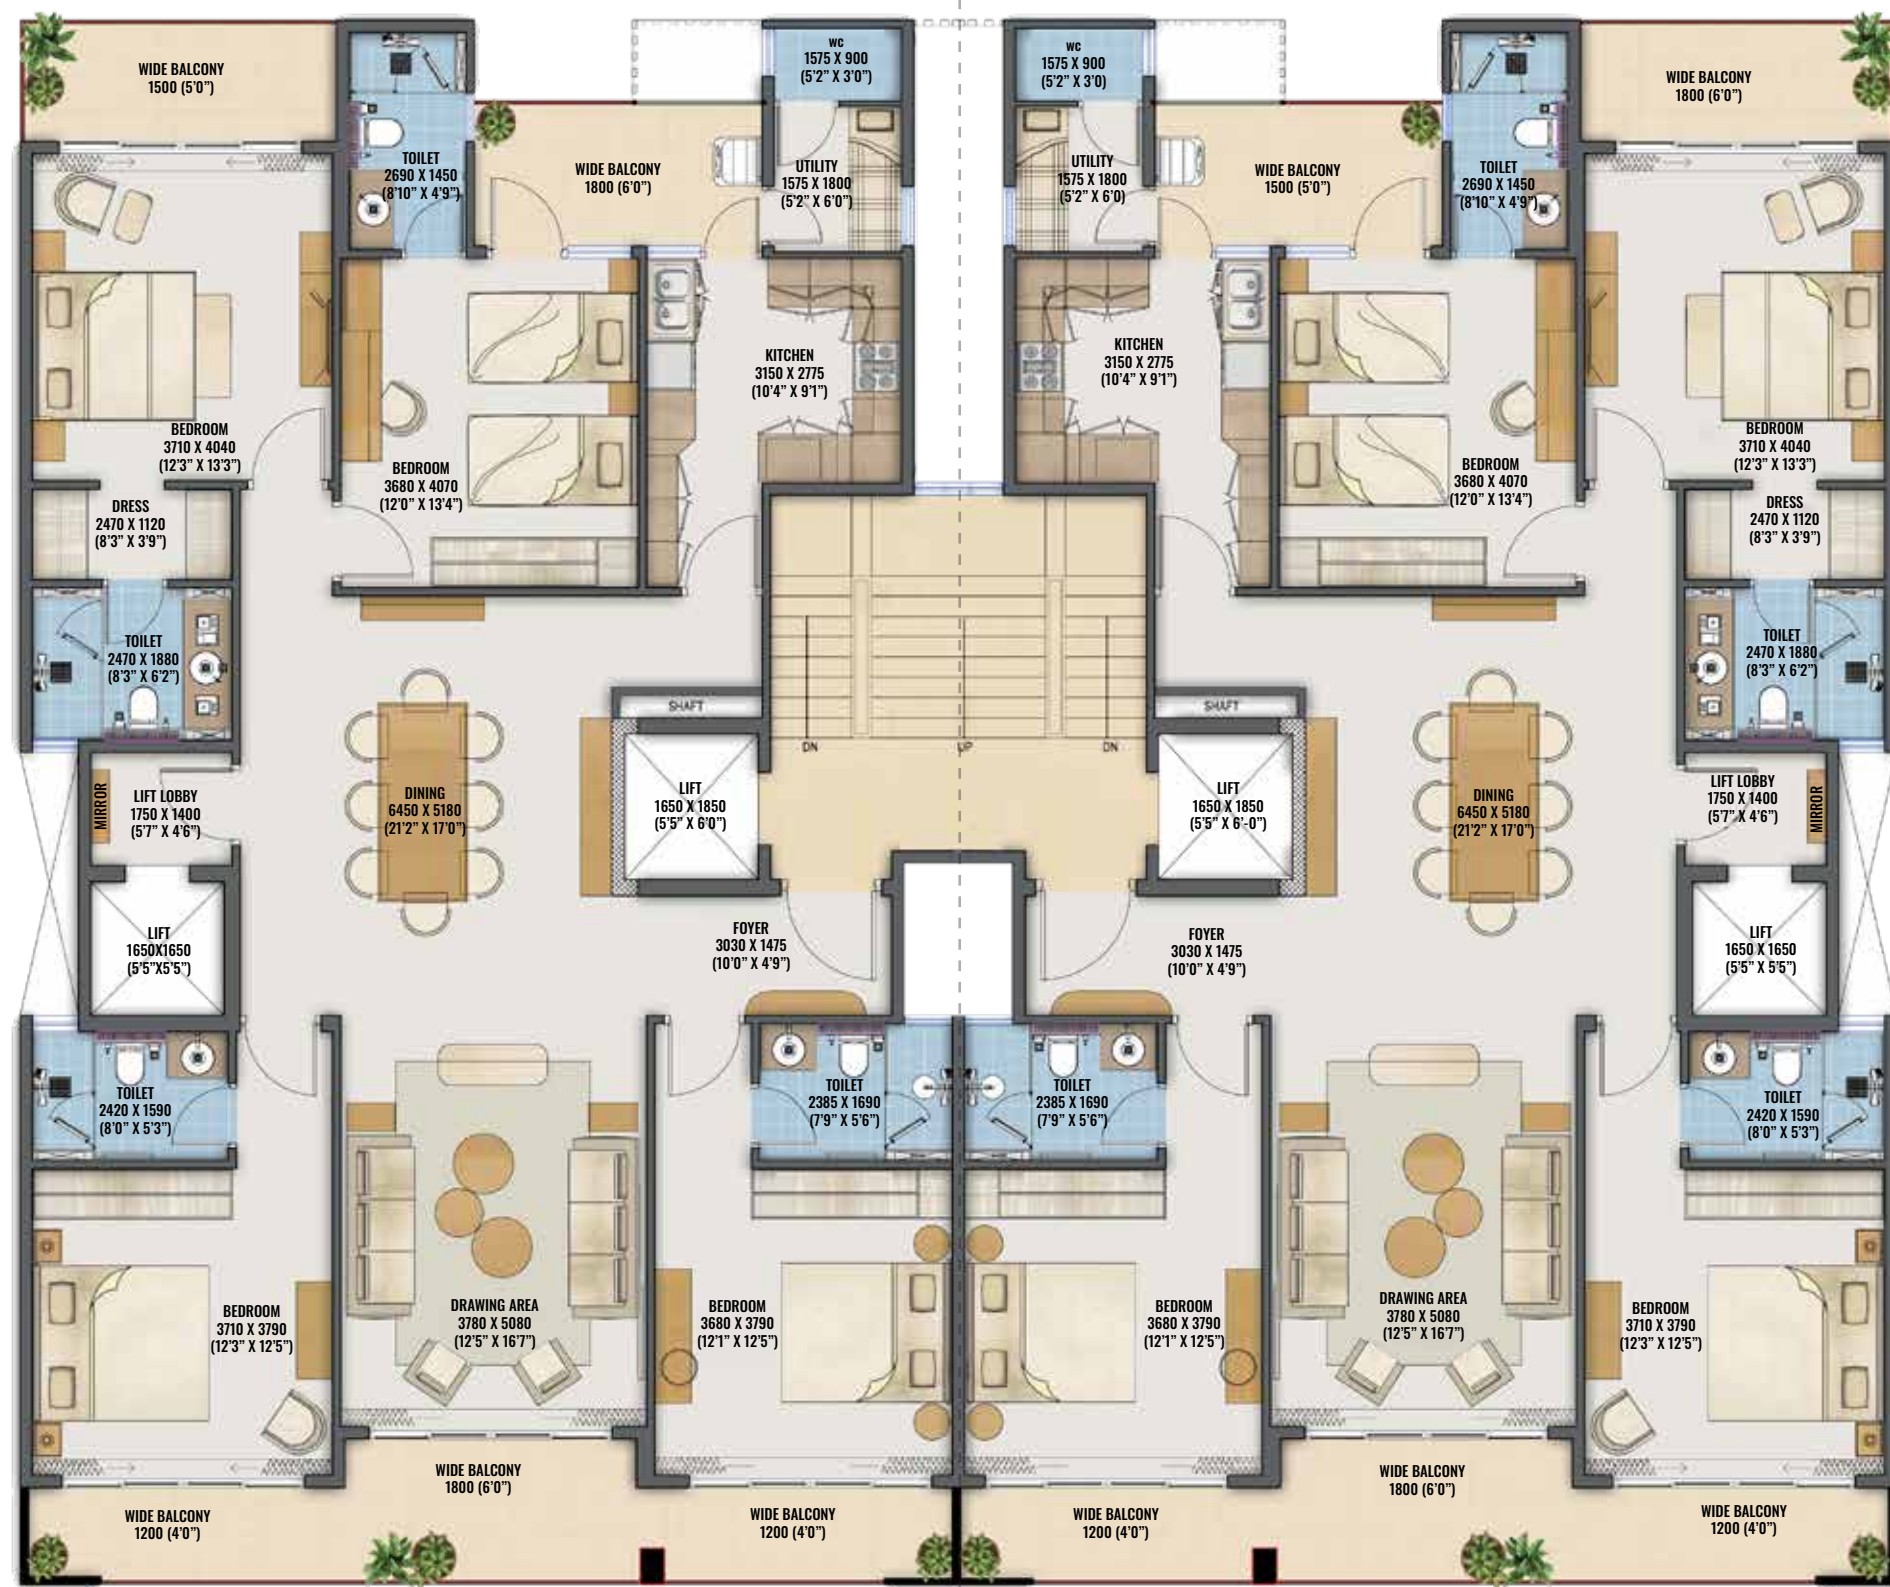 WIDE BALCONY
1500 (5'0")
WC
1575 X 900
(5'2" X 3'0")
wc
1575 X 900
(5'2" X 3'0)
WIDE BALCONY
1800 (6'0")
TOILET
2690 X 1450
(8'10" X 4'9")
WIDE BALCONY
1800 (6'0")
UTILITY
1575 X 1800
(5'2" X 6'0")
UTILITY
1575 X 1800
(5'2" X 6'0)
WIDE BALCONY
1500 (5'0")
TOILET
2690 X 1450
(8'10" X 4'9")
BEDROOM
3710 X 4040
(12'3" X 13'3")
BEDROOM
3680 X 4070
(12'0" X 13'4")
KITCHEN
3150 X 2775
(10'4" X 9'1")
KITCHEN
3150 X 2775
(10'4" X 9'1")
BEDROOM
3680 X 4070
(12'0" X 13'4")
BEDROOM
3710 X 4040
(12'3" X 13'3")
DRESS
2470 X 1120
(8'3" X 3'9")
DRESS
2470 X 1120
(8'3" X 3'9")
TOILET
2470 X 1880
(8'3" X 6'2")
SHAFT
SHAFT
TOILET
2470 X 1880
(8'3" X 6'2")
DN
UP
DN
MIRROR
LIFT LOBBY
1750 X 1400
(5'7" X 4'6")
DINING
6450 X 5180
(21'2" X 17'0")
LIFT
1650 X 1850
(5'5" X 6'0")
LIFT
1650 X 1850
(5'5" X 6'-0")
DINING
6450 X 5180
(21'2" X 17'0")
LIFT LOBBY
1750 X 1400
(5'7" X 4'6")
MIRROR
LIFT
1650X1650
(5'5"X5'5")
FOYER
3030 X 1475
(10'0" X 4'9")
FOYER
3030 X 1475
(10'0" X 4'9")
LIFT
1650 X 1650
(5'5" X 5'5")
TOILET
2420 X 1590
(8'0" X 5'3")
TOILET
2385 X 1690
(7'9" X 5'6")
TOILET
2385 X 1690
(7'9" X 5'6")
TOILET
2420 X 1590
(8'0" X 5'3")
BEDROOM
3710 X 3790
(12'3" X 12'5")
DRAWING AREA
3780 X 5080
(12'5" X 16'7")
BEDROOM
3680 X 3790
(12'1" X 12'5")
BEDROOM
3680 X 3790
(12'1" X 12'5")
DRAWING AREA
3780 X 5080
(12'5" X 16'7")
BEDROOM
3710 X 3790
(12'3" X 12'5")
WIDE BALCONY
1200 (4'0")
WIDE BALCONY
1800 (6'0")
WIDE BALCONY
1200 (4'0")
WIDE BALCONY
1200 (4'0")
WIDE BALCONY
1800 (6'0")
WIDE BALCONY
1200 (4'0")